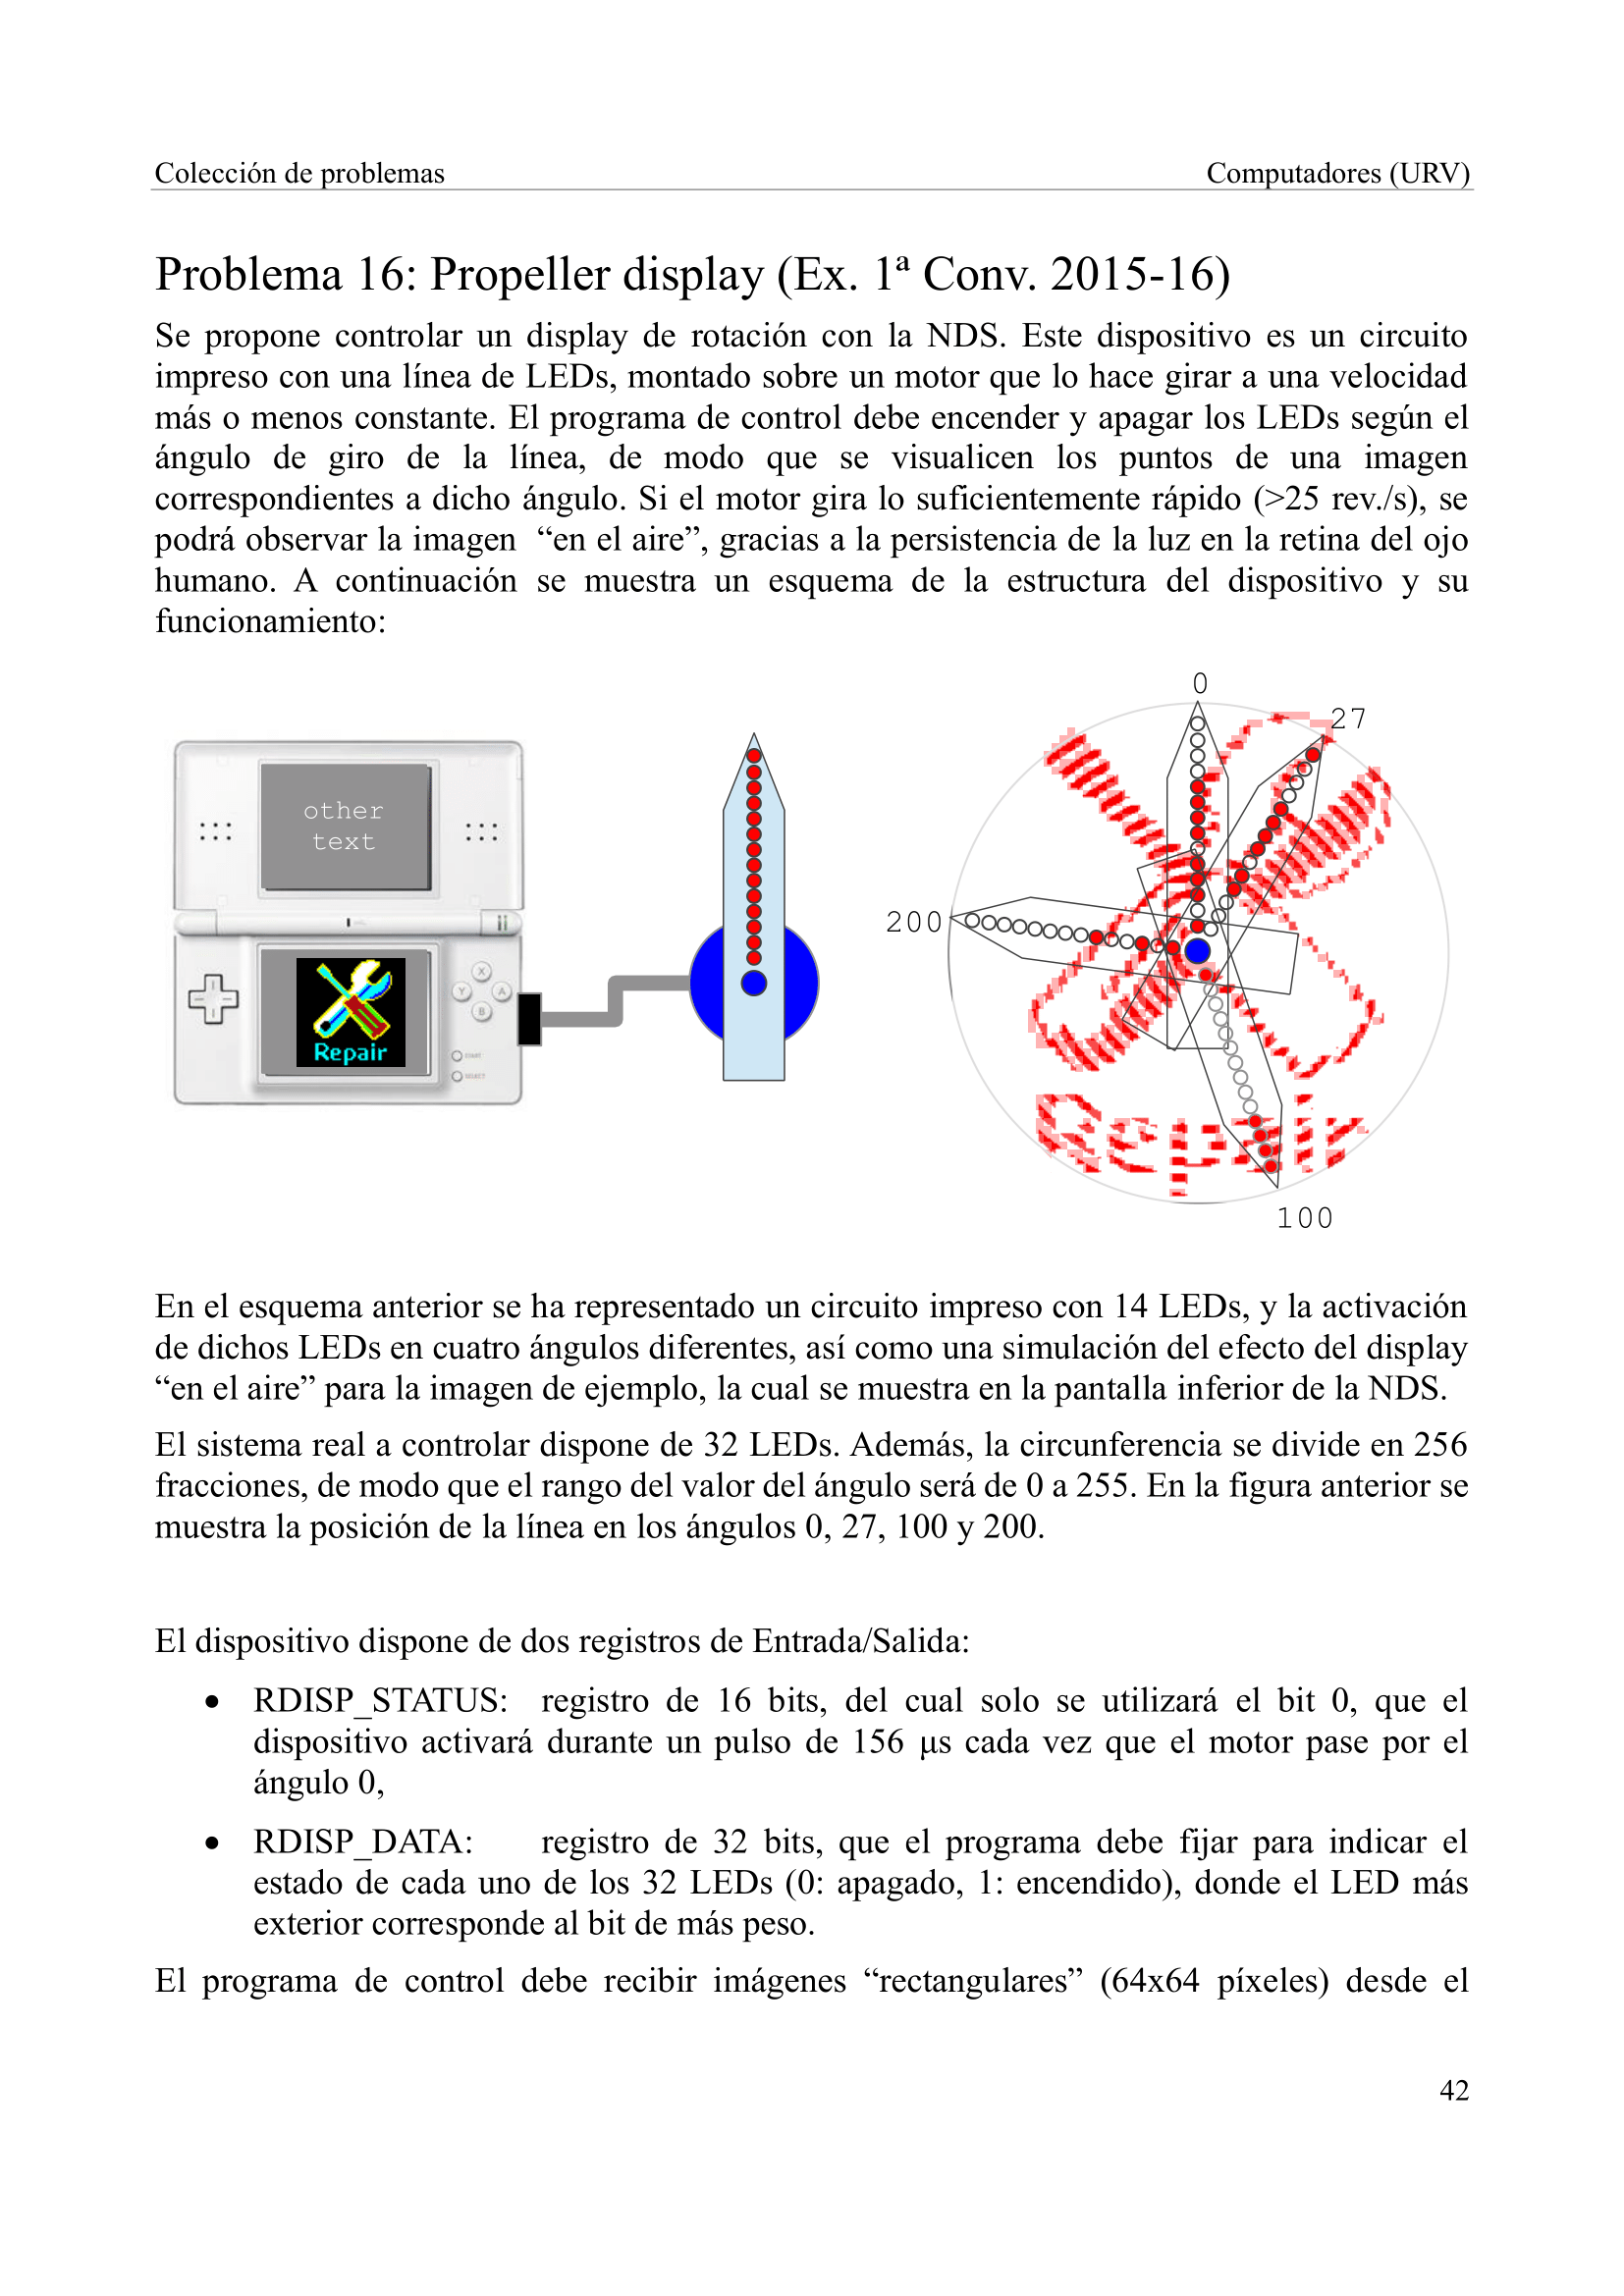 Colección de problemas Computadores (URV)
Problema 16: Propeller display (Ex. 1ª Conv. 2015-16)
Se propone controlar un display de rotación con la NDS. Este dispositivo es un circuito
impreso con una línea de LEDs, montado sobre un motor que lo hace girar a una velocidad
más o menos constante. El programa de control debe encender y apagar los LEDs según el
ángulo de giro de la línea, de modo que se visualicen los puntos de una imagen
correspondientes a dicho ángulo. Si el motor gira lo suficientemente rápido (>25 rev./s), se
podrá observar la imagen “en el aire”, gracias a la persistencia de la luz en la retina del ojo
humano. A continuación se muestra un esquema de la estructura del dispositivo y su
funcionamiento:
other
text
X
Y
A
B
START
SELECT
Repair
0
27
200
Repair
100
En el esquema anterior se ha representado un circuito impreso con 14 LEDs, y la activación
de dichos LEDs en cuatro ángulos diferentes, así como una simulación del efecto del display
“en el aire” para la imagen de ejemplo, la cual se muestra en la pantalla inferior de la NDS.
El sistema real a controlar dispone de 32 LEDs. Además, la circunferencia se divide en 256
fracciones, de modo que el rango del valor del ángulo será de 0 a 255. En la figura anterior se
muestra la posición de la línea en los ángulos 0, 27, 100 y 200.
El dispositivo dispone de dos registros de Entrada/Salida:
• RDISP_STATUS: registro de 16 bits, del cual solo se utilizará el bit 0, que el
dispositivo activará durante un pulso de 156 µs cada vez que el motor pase por el
ángulo 0,
• RDISP_DATA: registro de 32 bits, que el programa debe fijar para indicar el
estado de cada uno de los 32 LEDs (0: apagado, 1: encendido), donde el LED más
exterior corresponde al bit de más peso.
El programa de control debe recibir imágenes “rectangulares” (64x64 píxeles) desde el
42